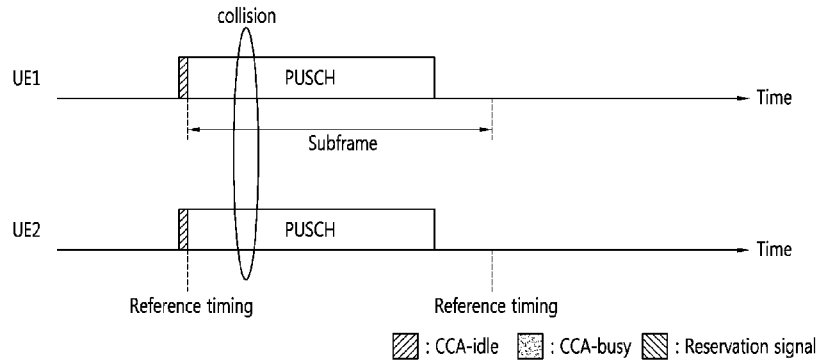 collision
UE1
PUSCH
Time
Subframe
UE2
PUSCH
Time
Reference timing
Reference timing
: CCA-idle
: CCA-busy
: Reservation signal